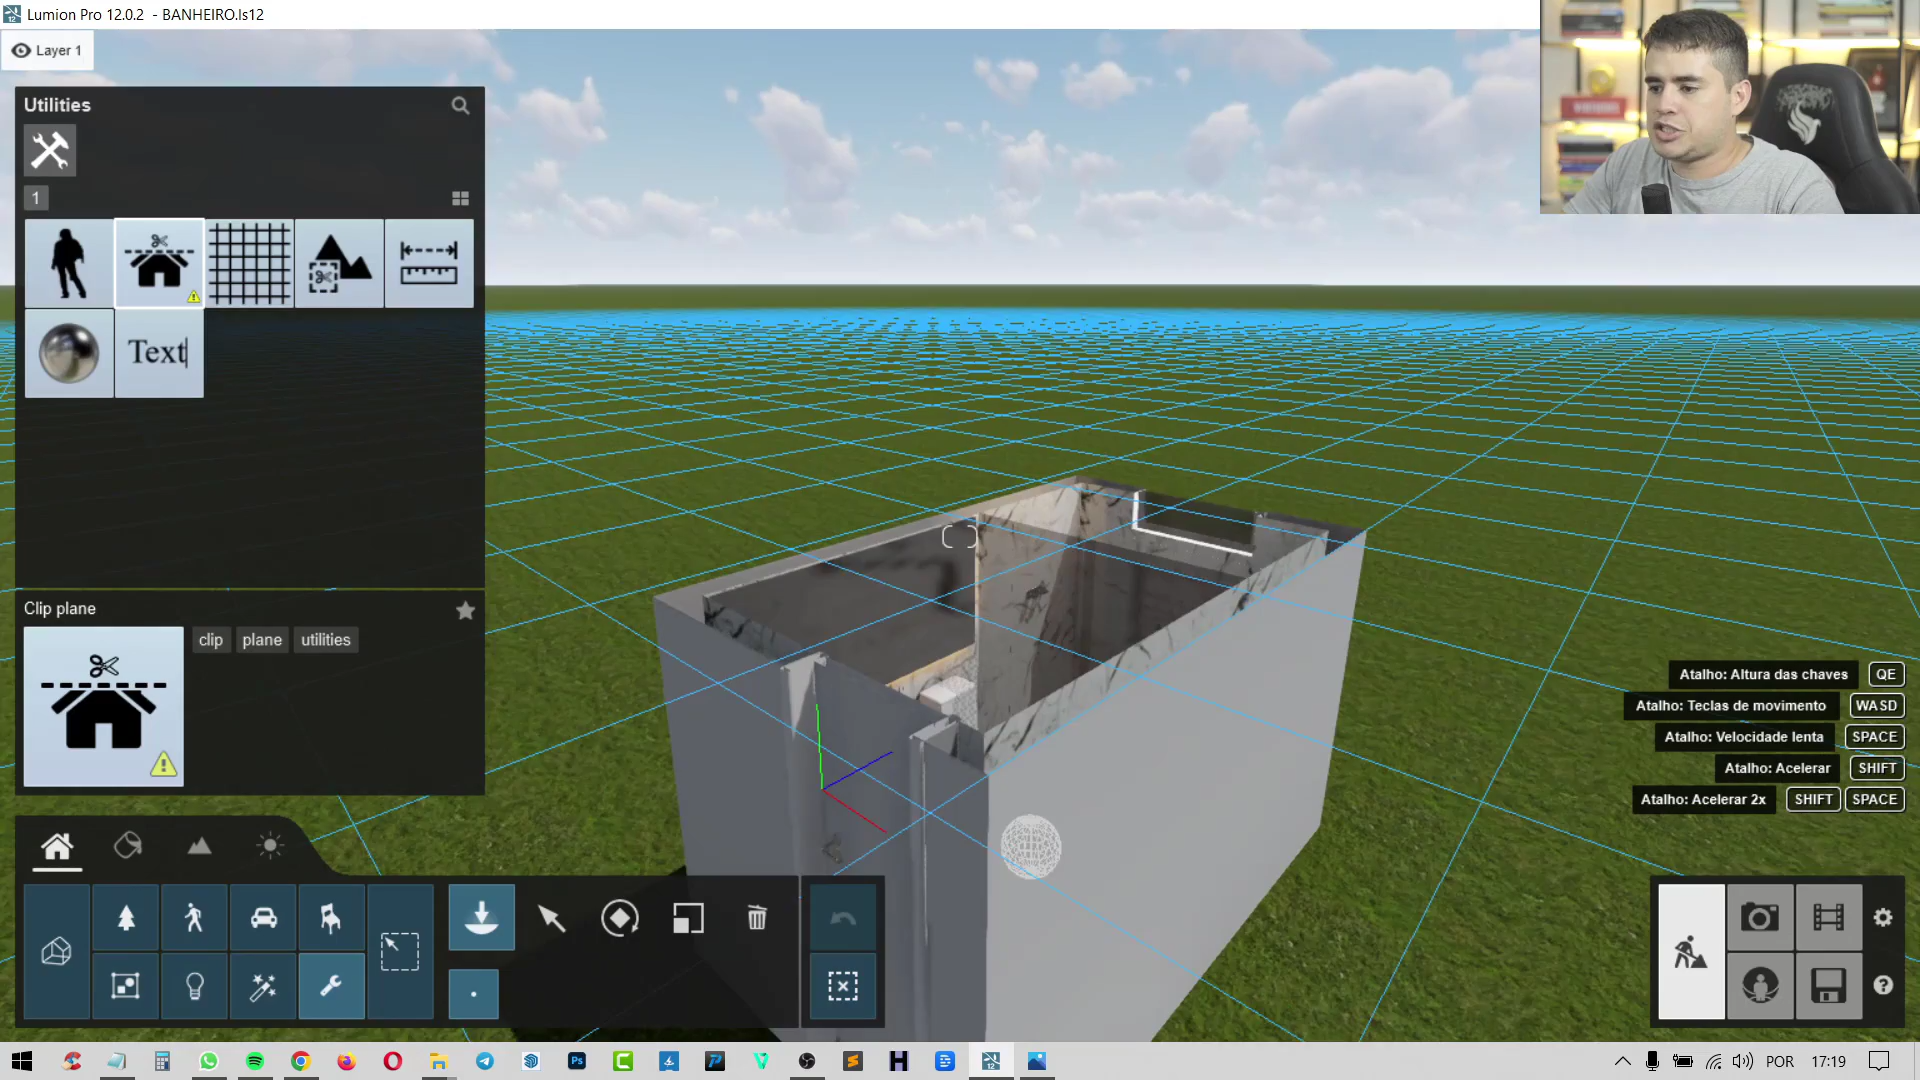 Lumion Pro 12.0.2 - BANHEIRO.ls12
Layer 1
Utilities
1
Text
Clip plane
clip plane utilities
Atalho: Altura das chaves QE
Atalho: Teclas de movimento WASD
Atalho: Velocidade lenta SPACE
Atalho: Acelerar SHIFT
Atalho: Acelerar 2x SHIFT SPACE
POR 17:19